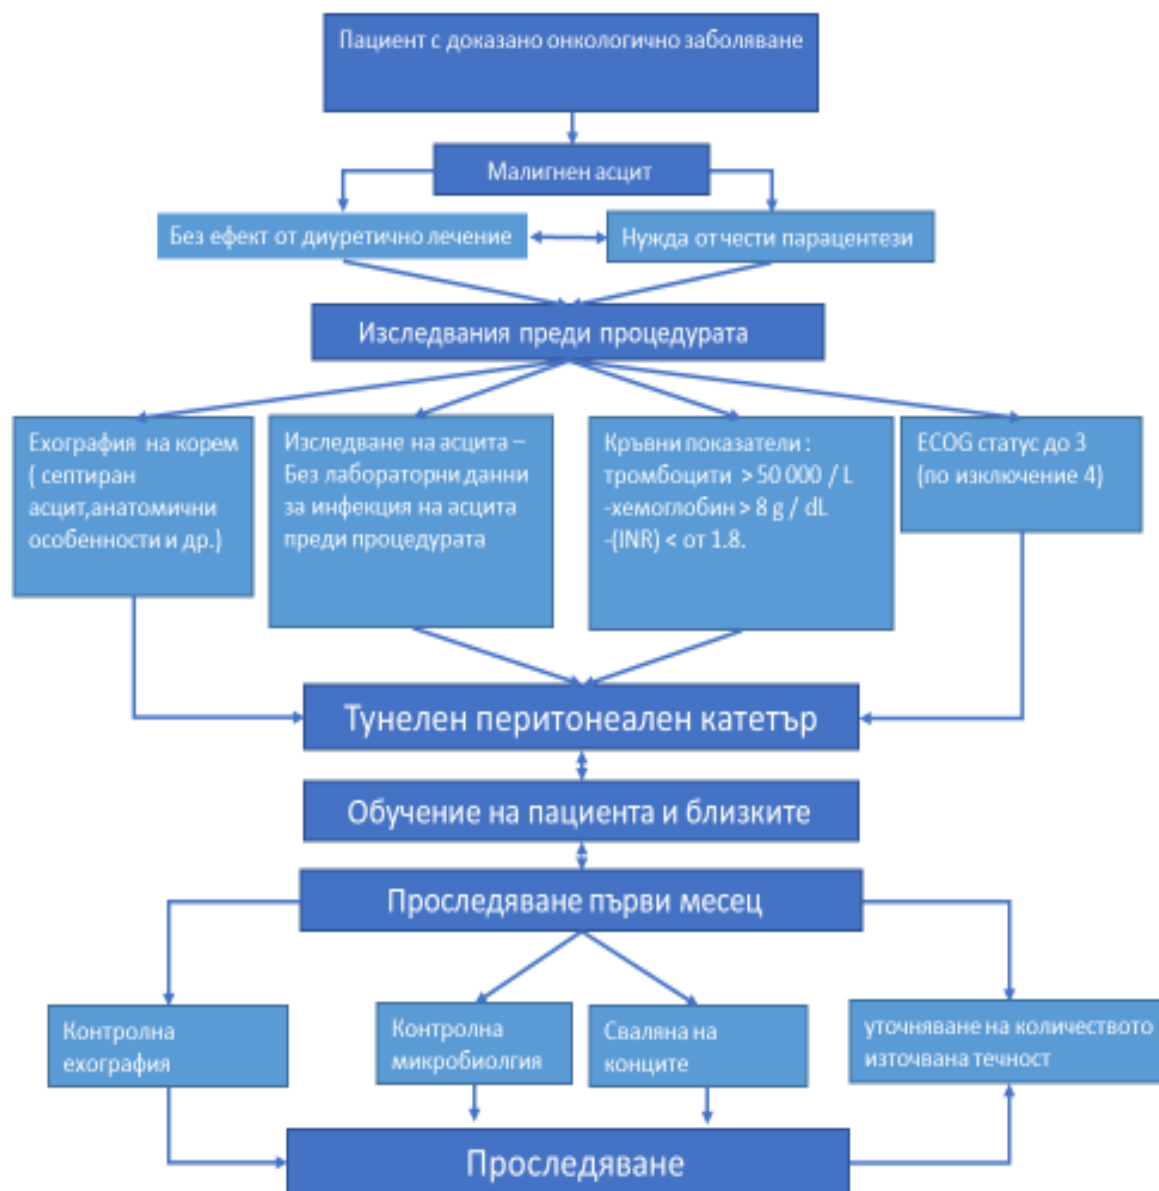 Пациент с доказано онкологично заболяване
Малигнен асцит
Без ефект от диуретично лечение
Нужда от чести парацентези
Изследвания преди процедурата
Ехография на корем
( септиран
асцит,анатомични
особенности и др.)
Изследване на асцита –
Без лабораторни данни
за инфекция на асцита
преди процедурата
Кръвни показатели :
тромбоцити > 50 000 / L
-хемоглобин > 8 g / dL
-(INR) < от 1.8.
ECOG статус до 3
(по изключение 4)
Тунелен перитонеален катетър
Обучение на пациента и близките
Проследяване първи месец
Контролна
ехография
Контролна
микробиолгия
Сваляна на
конците
уточняване на количеството
източвана течност
Проследяване